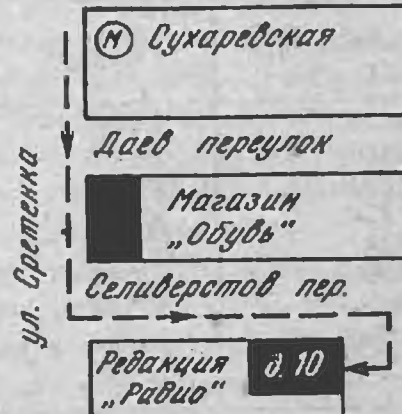 М Сухаревская
Даев переулок
ул. Сретенка
Магазин
„Обувь"
Селиверстов пер.
Редакция
„Радио"
д. 10